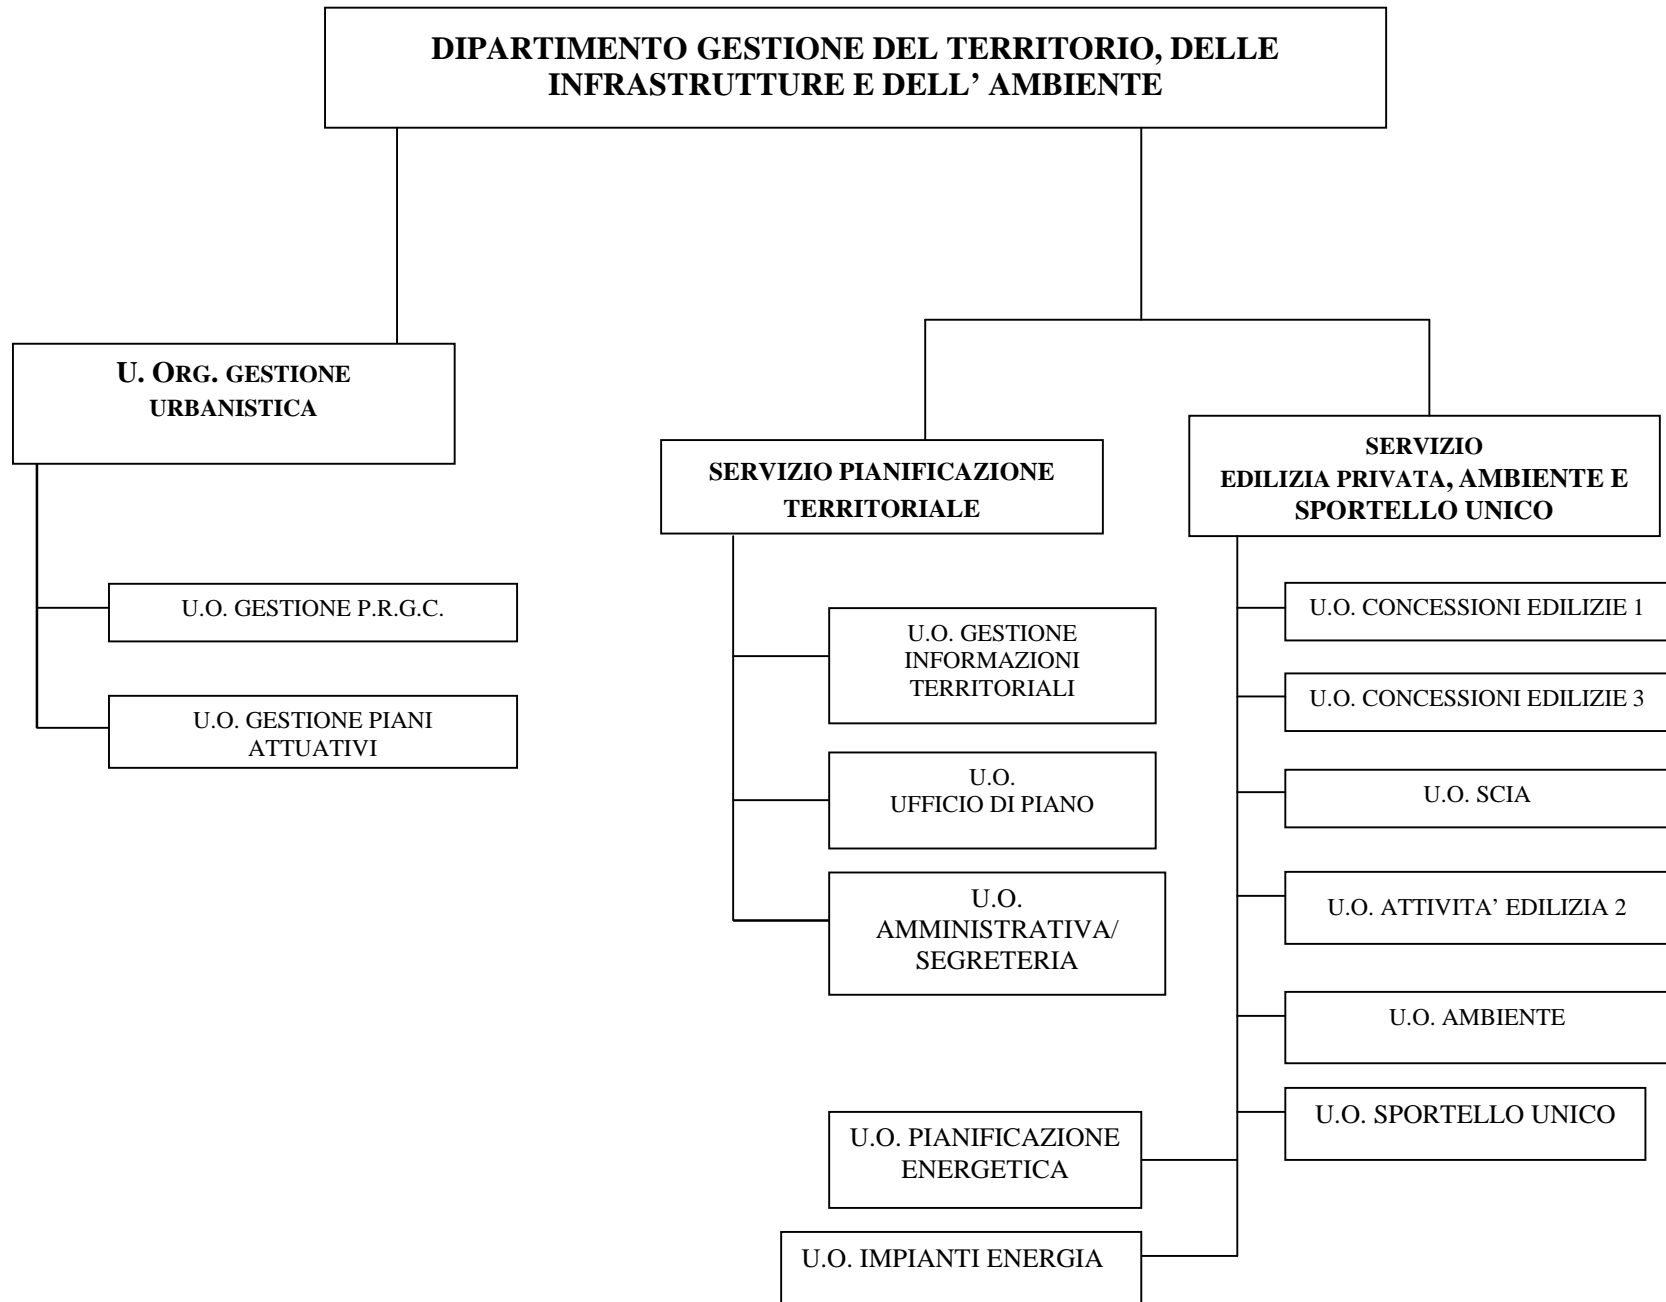 DIPARTIMENTO GESTIONE DEL TERRITORIO, DELLE
INFRASTRUTTURE E DELL’ AMBIENTE
U. ORG. GESTIONE
URBANISTICA
U.O. GESTIONE P.R.G.C.
U.O. GESTIONE PIANI
ATTUATIVI
SERVIZIO PIANIFICAZIONE
TERRITORIALE
U.O. GESTIONE
INFORMAZIONI
TERRITORIALI
U.O.
UFFICIO DI PIANO
U.O.
AMMINISTRATIVA/
SEGRETERIA
SERVIZIO
EDILIZIA PRIVATA, AMBIENTE E
SPORTELLO UNICO
U.O. CONCESSIONI EDILIZIE 1
U.O. CONCESSIONI EDILIZIE 3
U.O. SCIA
U.O. ATTIVITA’ EDILIZIA 2
U.O. AMBIENTE
U.O. SPORTELLO UNICO
U.O. PIANIFICAZIONE
ENERGETICA
U.O. IMPIANTI ENERGIA